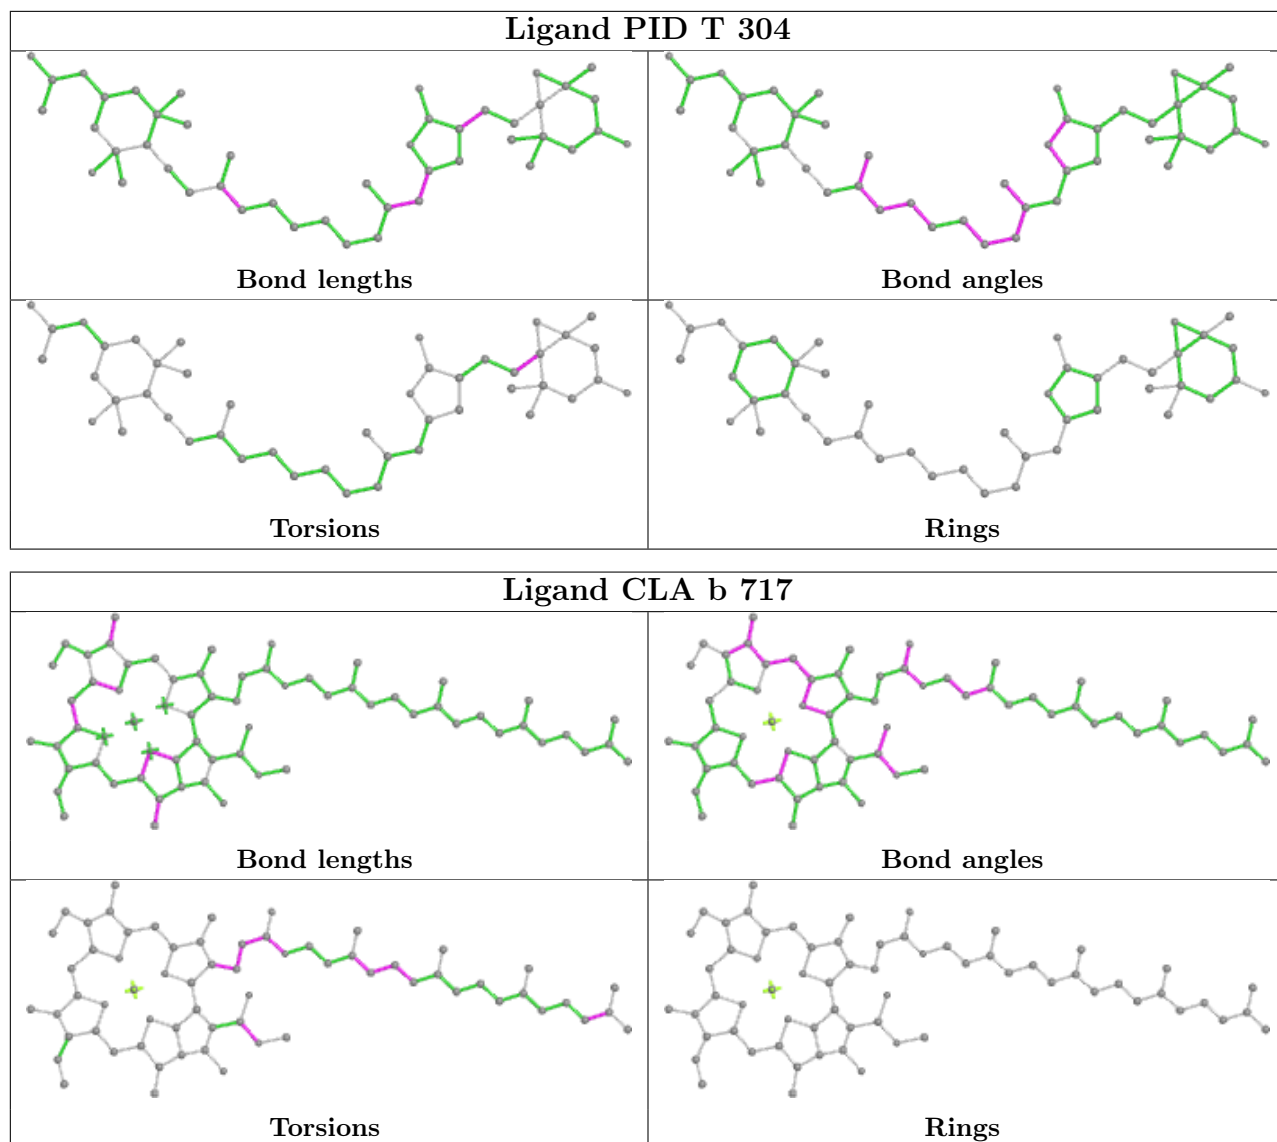 Ligand PID T 304
Bond lengths
Bond angles
Torsions
Rings
Ligand CLA b 717
Bond lengths
Bond angles
Torsions
Rings